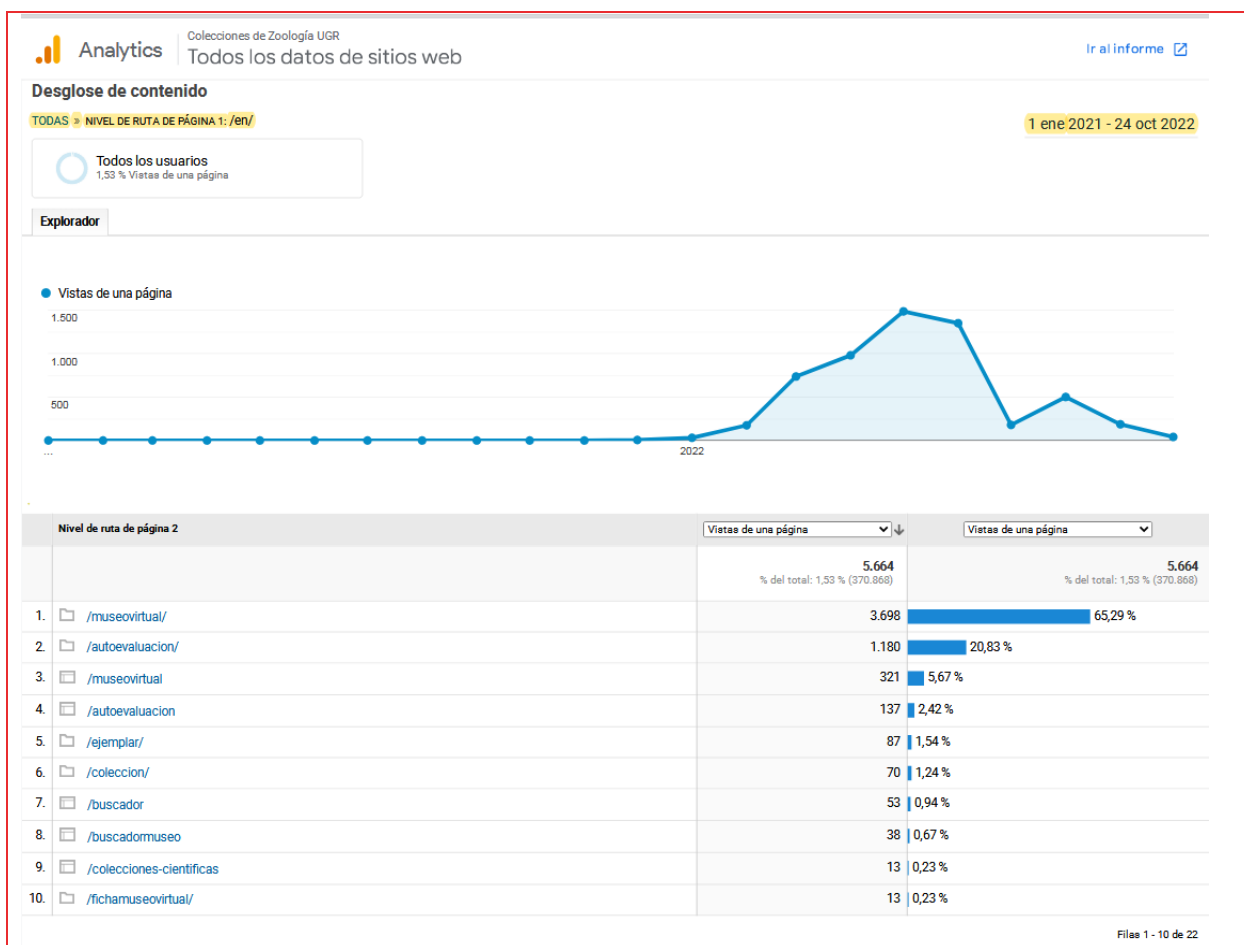 Analytics
Colecciones de Zoología UGR
Todos los datos de sitios web
Ir al informe
Desglose de contenido
TODAS » NIVEL DE RUTA DE PÁGINA 1: /en/
1 ene 2021 - 24 oct 2022
Todos los usuarios
1,53 % Vistas de una página
Explorador
Vistas de una página
1.500
1.000
500
...
2022
Nivel de ruta de página 2 Vistas de una página Vistas de una página
5.664 5.664
% del total: 1,53 % (370.868) % del total: 1,53 % (370.868)
1. /museovirtual/ 3.698 65,29 %
2. /autoevaluacion/ 1.180 20,83 %
3. /museovirtual 321 5,67 %
4. /autoevaluacion 137 2,42 %
5. /ejemplar/ 87 1,54 %
6. /coleccion/ 70 1,24 %
7. /buscador 53 0,94 %
8. /buscadormuseo 38 0,67 %
9. /colecciones-cientificas 13 0,23 %
10. /fichamuseovirtual/ 13 0,23 %
Filas 1 - 10 de 22